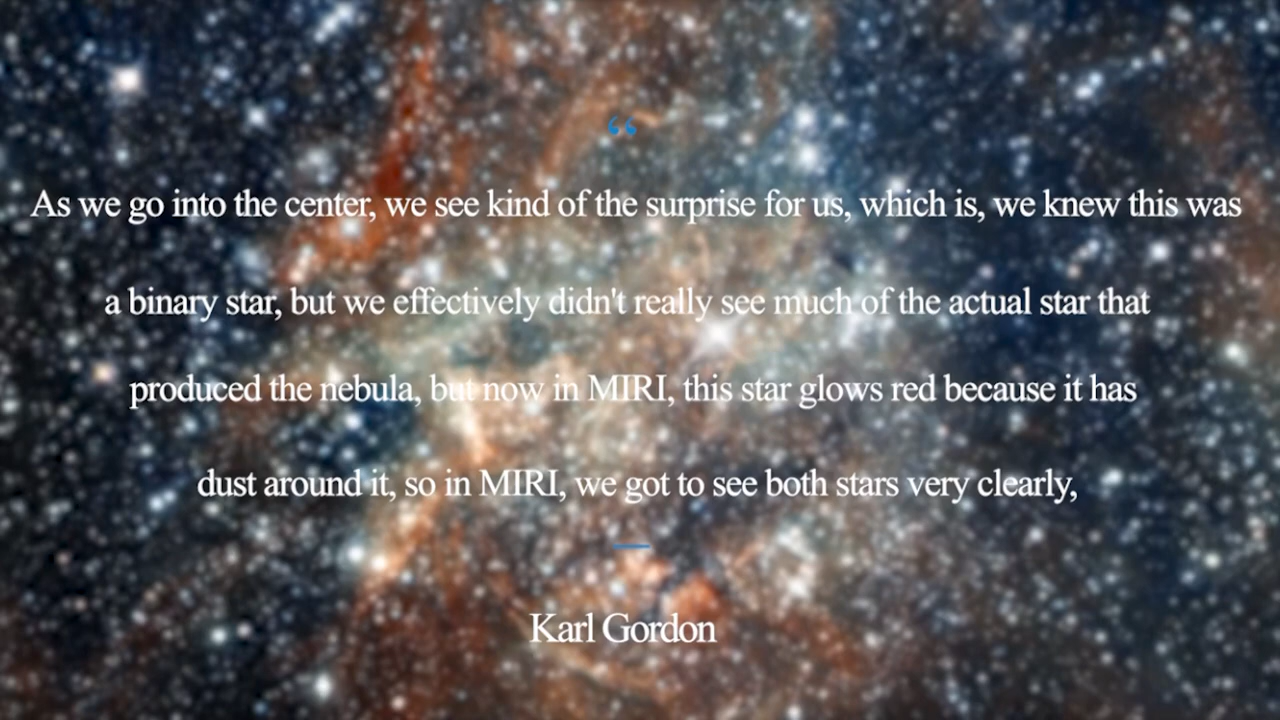 “
As we go into the center, we see kind of the surprise for us, which is, we knew this was
a binary star, but we effectively didn't really see much of the actual star that
produced the nebula, but now in MIRI, this star glows red because it has
dust around it, so in MIRI, we got to see both stars very clearly,
Karl Gordon